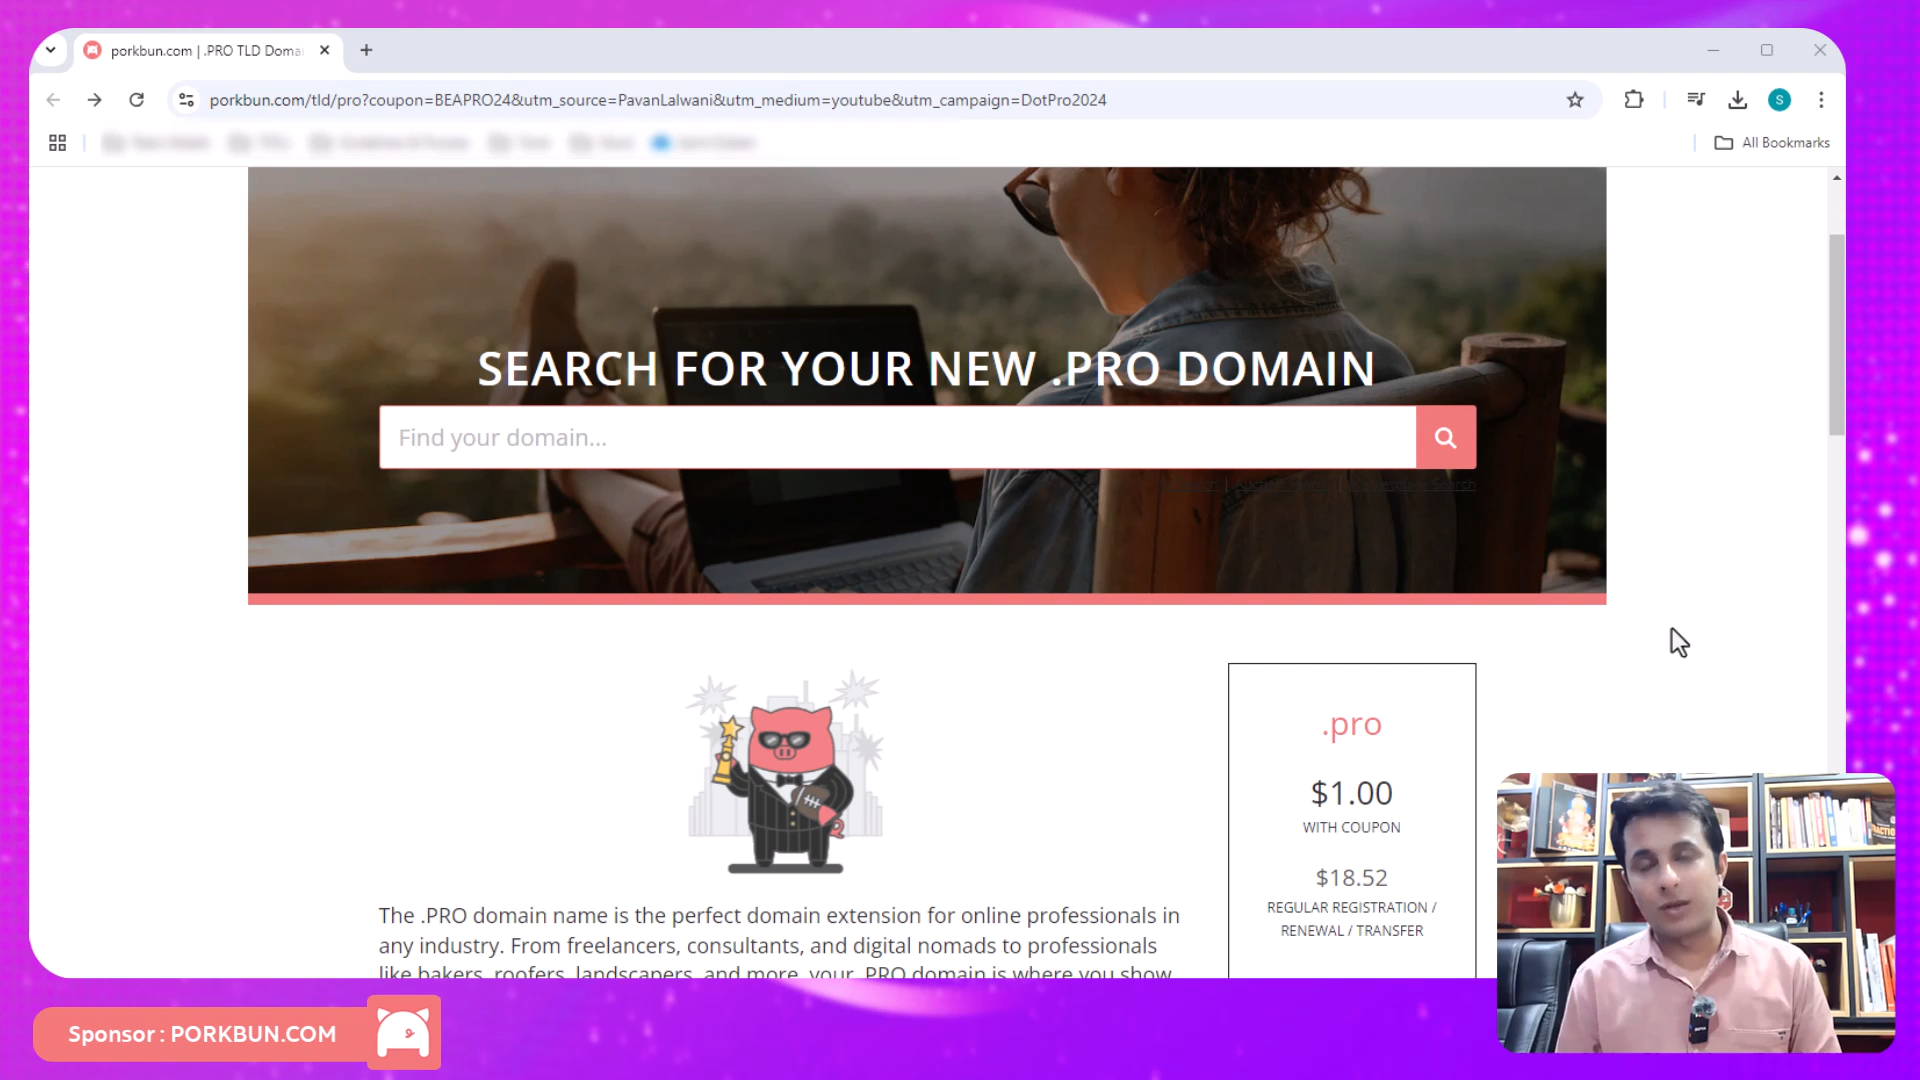 porkbun.com | .PRO TLD Doma
porkbun.com/tld/pro?coupon=BEAPRO24&utm_source=PavanLalwani&utm_medium=youtube&utm_campaign=DotPro2024
S
All Bookmarks
SEARCH FOR YOUR NEW .PRO DOMAIN
Find your domain...
Search
.pro
$1.00
WITH COUPON
$18.52
REGULAR REGISTRATION /
RENEWAL / TRANSFER
The .PRO domain name is the perfect domain extension for online professionals in
any industry. From freelancers, consultants, and digital nomads to professionals
like bakers, roofers, landscapers, and more, your .PRO domain is where you show
Sponsor : PORKBUN.COM